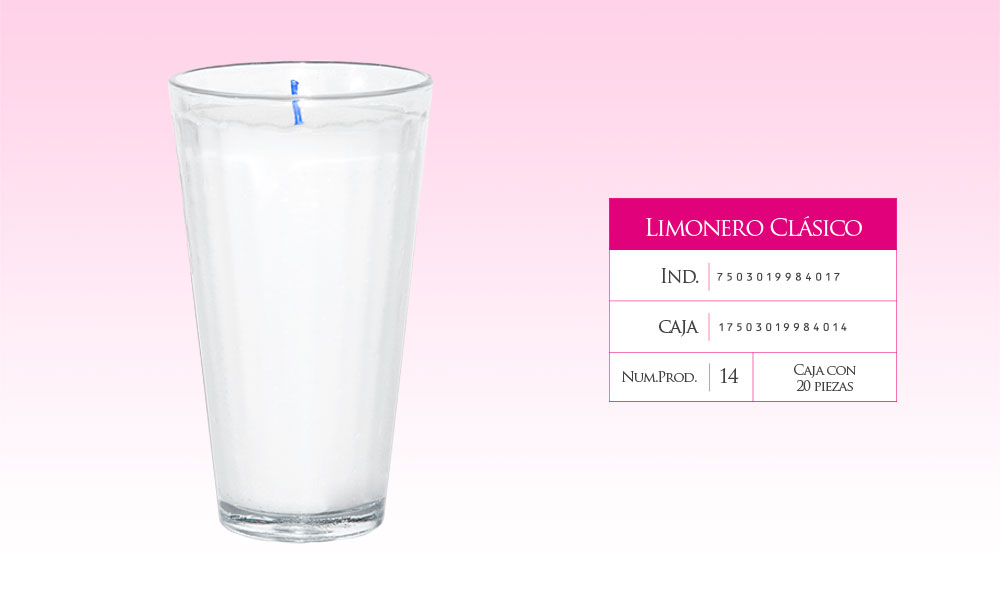 Limonero Clásico
Ind. 7503019984017
caja 17503019984014
Num.Prod. 14
Caja con
20 piezas